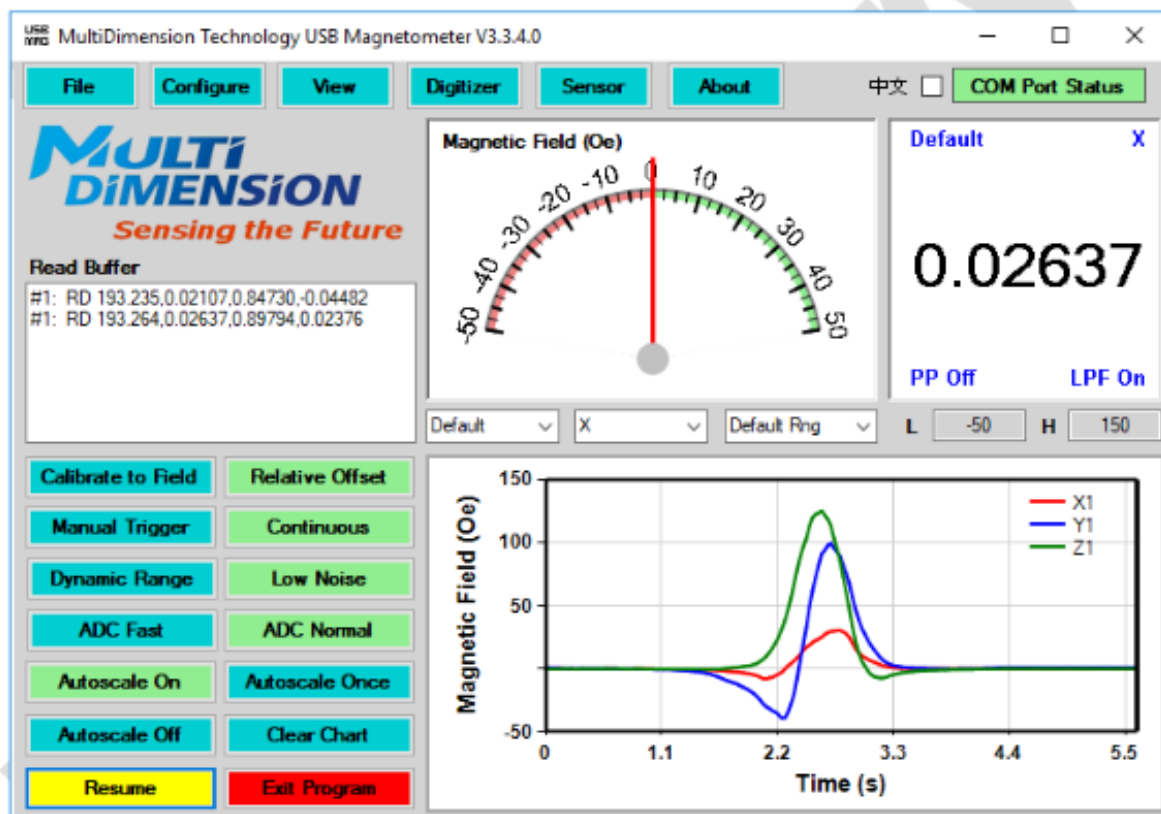 USB MAG MultiDimension Technology USB Magnetometer V3.3.4.0
File Configure View Digitizer Sensor About 中文 COM Port Status
MULTI
DiMENSiON
Sensing the Future
Read Buffer
#1: RD 193.235,0.02107,0.84730,-0.04482
#1: RD 193.264,0.02637,0.89794,0.02376
Magnetic Field (Oe)
-50 -40 -30 -20 -10 0 10 20 30 40 50
Default X
0.02637
PP Off LPF On
Default X Default Rng L -50 H 150
Calibrate to Field Relative Offset
Manual Trigger Continuous
Dynamic Range Low Noise
ADC Fast ADC Normal
Autoscale On Autoscale Once
Autoscale Off Clear Chart
Resume Exit Program
Magnetic Field (Oe)
150
100
50
0
-50
X1
Y1
Z1
0 1.1 2.2 3.3 4.4 5.5
Time (s)